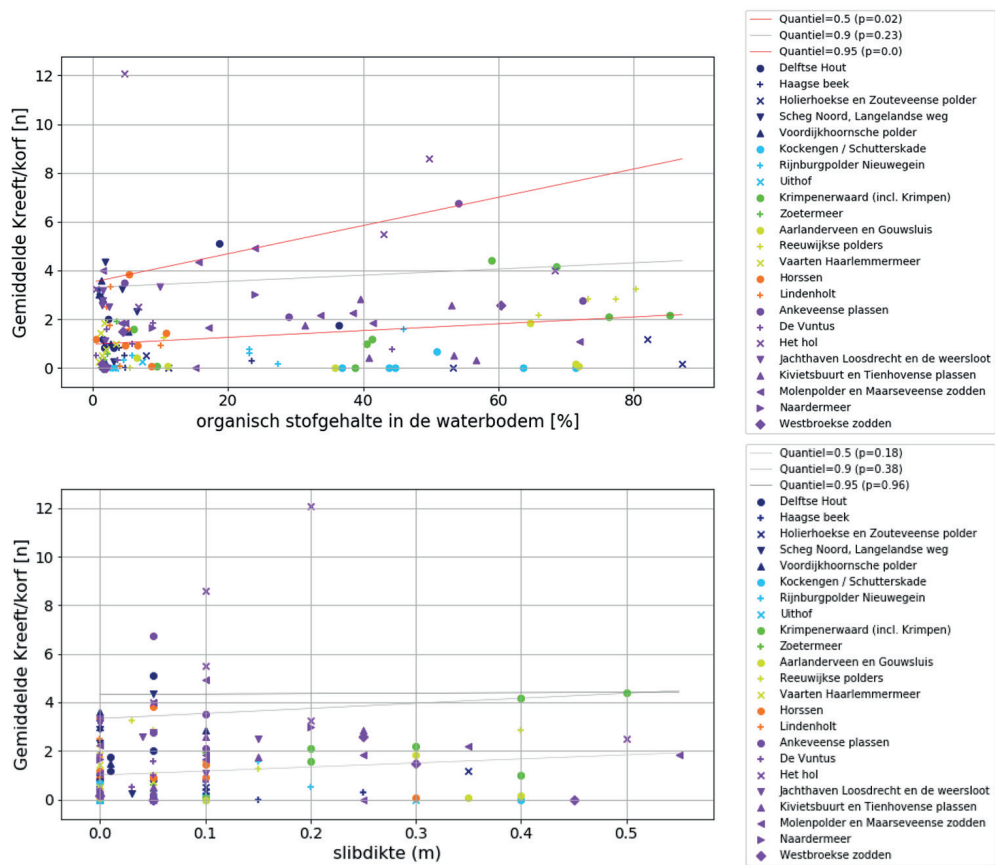 Gemiddelde Kreeft/korf [n]
12
10
8
6
4
2
0
0
20
40
60
80
organisch stofgehalte in de waterbodem [%]
Quantiel=0.5 (p=0.02)
Quantiel=0.9 (p=0.23)
Quantiel=0.95 (p=0.0)
Delftse Hout
Haagse beek
Holierhoekse en Zouteveense polder
Scheg Noord, Langelandse weg
Voordijkhoornsche polder
Kockengen / Schutterskade
Rijnburgpolder Nieuwegein
Uithof
Krimpenerwaard (incl. Krimpen)
Zoetermeer
Aarlanderveen en Gouwsluis
Reeuwijkse polders
Vaarten Haarlemmermeer
Horssen
Lindenholt
Ankeveense plassen
De Vuntus
Het hol
Jachthaven Loosdrecht en de weersloot
Kivietsbuurt en Tienhovense plassen
Molenpolder en Maarseveense zodden
Naardermeer
Westbroekse zodden
Gemiddelde Kreeft/korf [n]
12
10
8
6
4
2
0
0.0
0.1
0.2
0.3
0.4
0.5
slibdikte (m)
Quantiel=0.5 (p=0.18)
Quantiel=0.9 (p=0.38)
Quantiel=0.95 (p=0.96)
Delftse Hout
Haagse beek
Holierhoekse en Zouteveense polder
Scheg Noord, Langelandse weg
Voordijkhoornsche polder
Kockengen / Schutterskade
Rijnburgpolder Nieuwegein
Uithof
Krimpenerwaard (incl. Krimpen)
Zoetermeer
Aarlanderveen en Gouwsluis
Reeuwijkse polders
Vaarten Haarlemmermeer
Horssen
Lindenholt
Ankeveense plassen
De Vuntus
Het hol
Jachthaven Loosdrecht en de weersloot
Kivietsbuurt en Tienhovense plassen
Molenpolder en Maarseveense zodden
Naardermeer
Westbroekse zodden